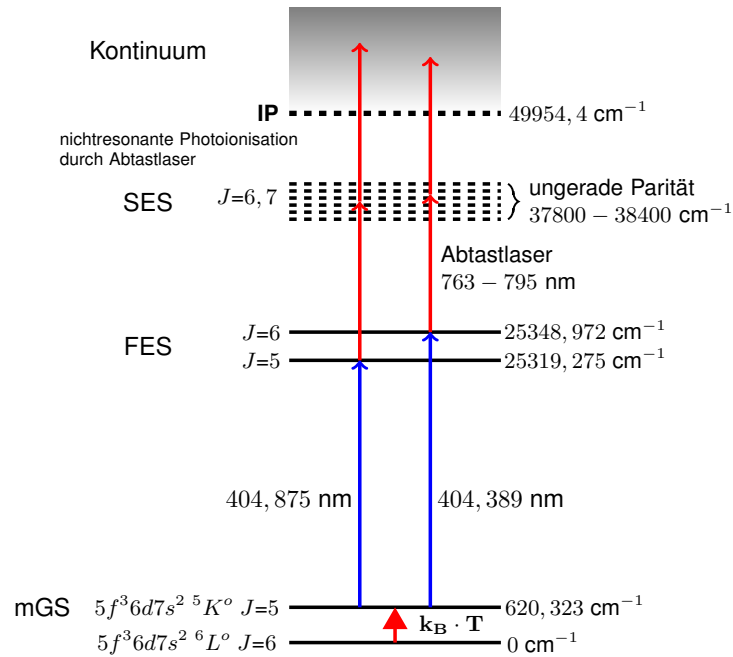 Kontinuum
IP
49954,4 cm⁻¹
nichtresonante Photoionisation
durch Abtastlaser
SES
J=6,7
ungerade Parität
37800 − 38400 cm⁻¹
Abtastlaser
763 − 795 nm
FES
J=6
25348,972 cm⁻¹
J=5
25319,275 cm⁻¹
404,875 nm
404,389 nm
mGS
5f³6d7s² ⁵Kᵒ J=5
620,323 cm⁻¹
k_B · T
5f³6d7s² ⁶Lᵒ J=6
0 cm⁻¹